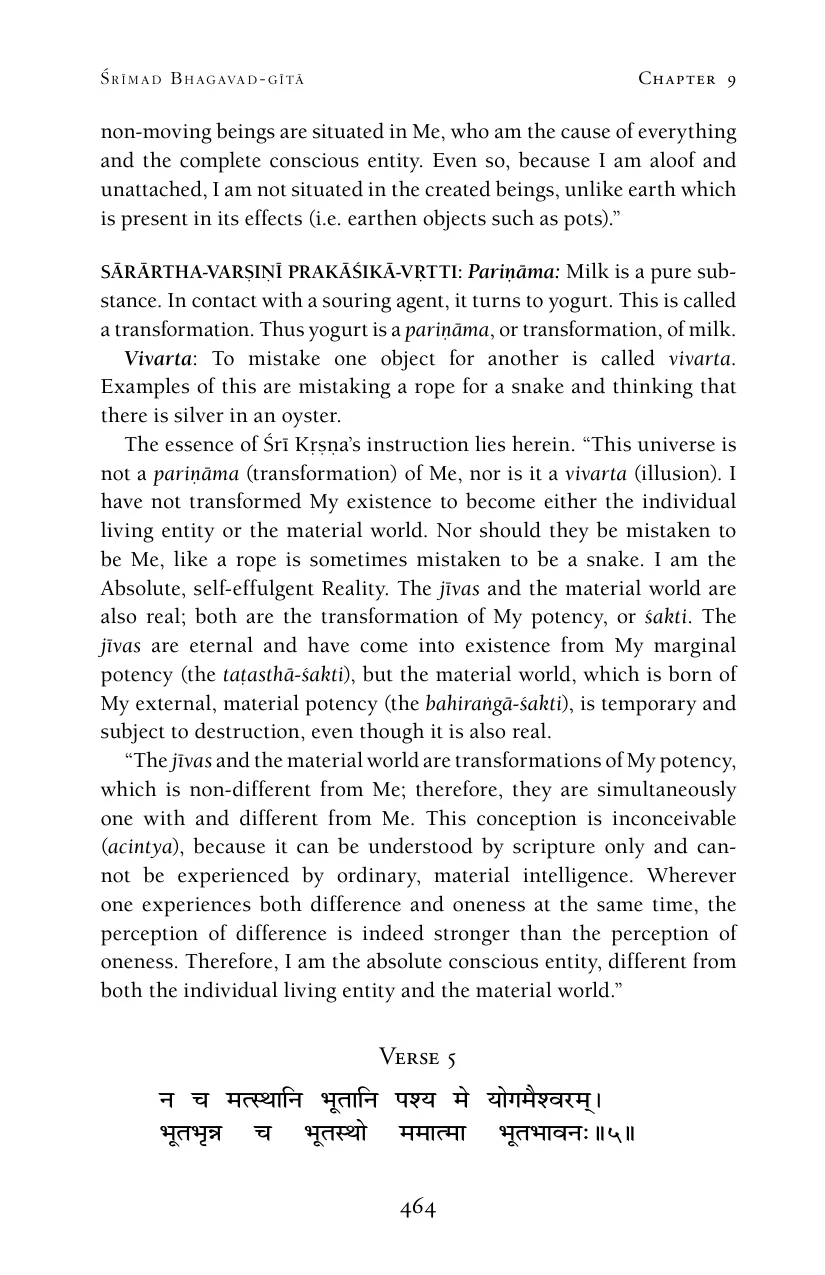 Śrīmad Bhagavad-gītā Chapter 9
non-moving beings are situated in Me, who am the cause of everything
and the complete conscious entity. Even so, because I am aloof and
unattached, I am not situated in the created beings, unlike earth which
is present in its effects (i.e. earthen objects such as pots).”
SĀRĀRTHA-VARṢIṆĪ PRAKĀŚIKĀ-VṚTTI: Pariṇāma: Milk is a pure sub-
stance. In contact with a souring agent, it turns to yogurt. This is called
a transformation. Thus yogurt is a pariṇāma, or transformation, of milk.
Vivarta: To mistake one object for another is called vivarta.
Examples of this are mistaking a rope for a snake and thinking that
there is silver in an oyster.
The essence of Śrī Kṛṣṇa’s instruction lies herein. “This universe is
not a pariṇāma (transformation) of Me, nor is it a vivarta (illusion). I
have not transformed My existence to become either the individual
living entity or the material world. Nor should they be mistaken to
be Me, like a rope is sometimes mistaken to be a snake. I am the
Absolute, self-effulgent Reality. The jīvas and the material world are
also real; both are the transformation of My potency, or śakti. The
jīvas are eternal and have come into existence from My marginal
potency (the taṭasthā-śakti), but the material world, which is born of
My external, material potency (the bahiraṅgā-śakti), is temporary and
subject to destruction, even though it is also real.
“The jīvas and the material world are transformations of My potency,
which is non-different from Me; therefore, they are simultaneously
one with and different from Me. This conception is inconceivable
(acintya), because it can be understood by scripture only and can-
not be experienced by ordinary, material intelligence. Wherever
one experiences both difference and oneness at the same time, the
perception of difference is indeed stronger than the perception of
oneness. Therefore, I am the absolute conscious entity, different from
both the individual living entity and the material world.”
Verse 5
न च मत्स्थानि भूतानि पश्य मे योगमैश्वरम्।
भूतभृन्न च भूतस्थो ममात्मा भूतभावनः॥५॥
464